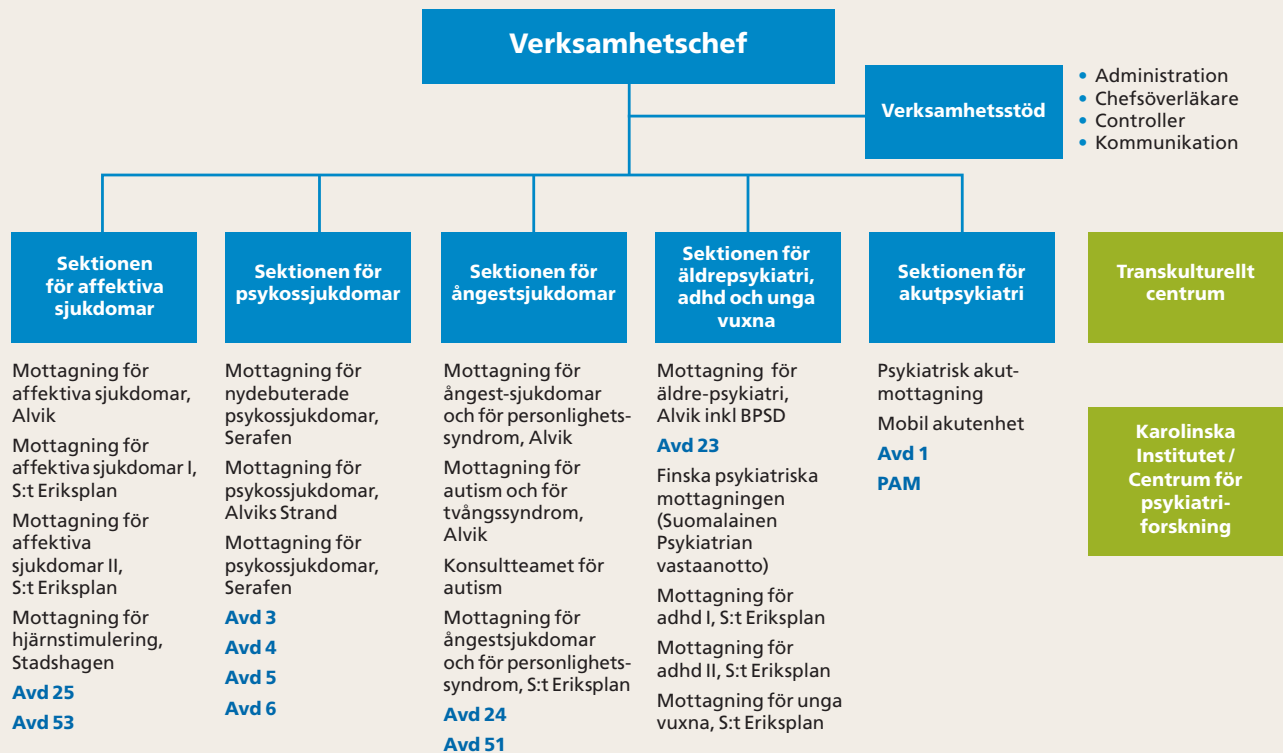 Verksamhetschef
Verksamhetsstöd
• Administration
• Chefsöverläkare
• Controller
• Kommunikation
Sektionen
för affektiva
sjukdomar
Mottagning för
affektiva sjukdomar,
Alvik
Mottagning för
affektiva sjukdomar I,
S:t Eriksplan
Mottagning för
affektiva
sjukdomar II,
S:t Eriksplan
Mottagning för
hjärnstimulering,
Stadshagen
Avd 25
Avd 53
Sektionen för
psykossjukdomar
Mottagning för
nydebuterade
psykossjukdomar,
Serafen
Mottagning för
psykossjukdomar,
Alviks Strand
Mottagning för
psykossjukdomar,
Serafen
Avd 3
Avd 4
Avd 5
Avd 6
Sektionen för
ångestsjukdomar
Mottagning för
ångest-sjukdomar
och för personlighets-
syndrom, Alvik
Mottagning för
autism och för
tvångssyndrom,
Alvik
Konsultteamet för
autism
Mottagning för
ångestsjukdomar
och för personlighets-
syndrom, S:t Eriksplan
Avd 24
Avd 51
Sektionen för
äldrepsykiatri,
adhd och unga
vuxna
Mottagning för
äldre-psykiatri,
Alvik inkl BPSD
Avd 23
Finska psykiatriska
mottagningen
(Suomalainen
Psykiatrian
vastaanotto)
Mottagning för
adhd I, S:t Eriksplan
Mottagning för
adhd II, S:t Eriksplan
Mottagning för unga
vuxna, S:t Eriksplan
Sektionen för
akutpsykiatri
Psykiatrisk akut-
mottagning
Mobil akutenhet
Avd 1
PAM
Transkulturellt
centrum
Karolinska
Institutet /
Centrum för
psykiatri-
forskning